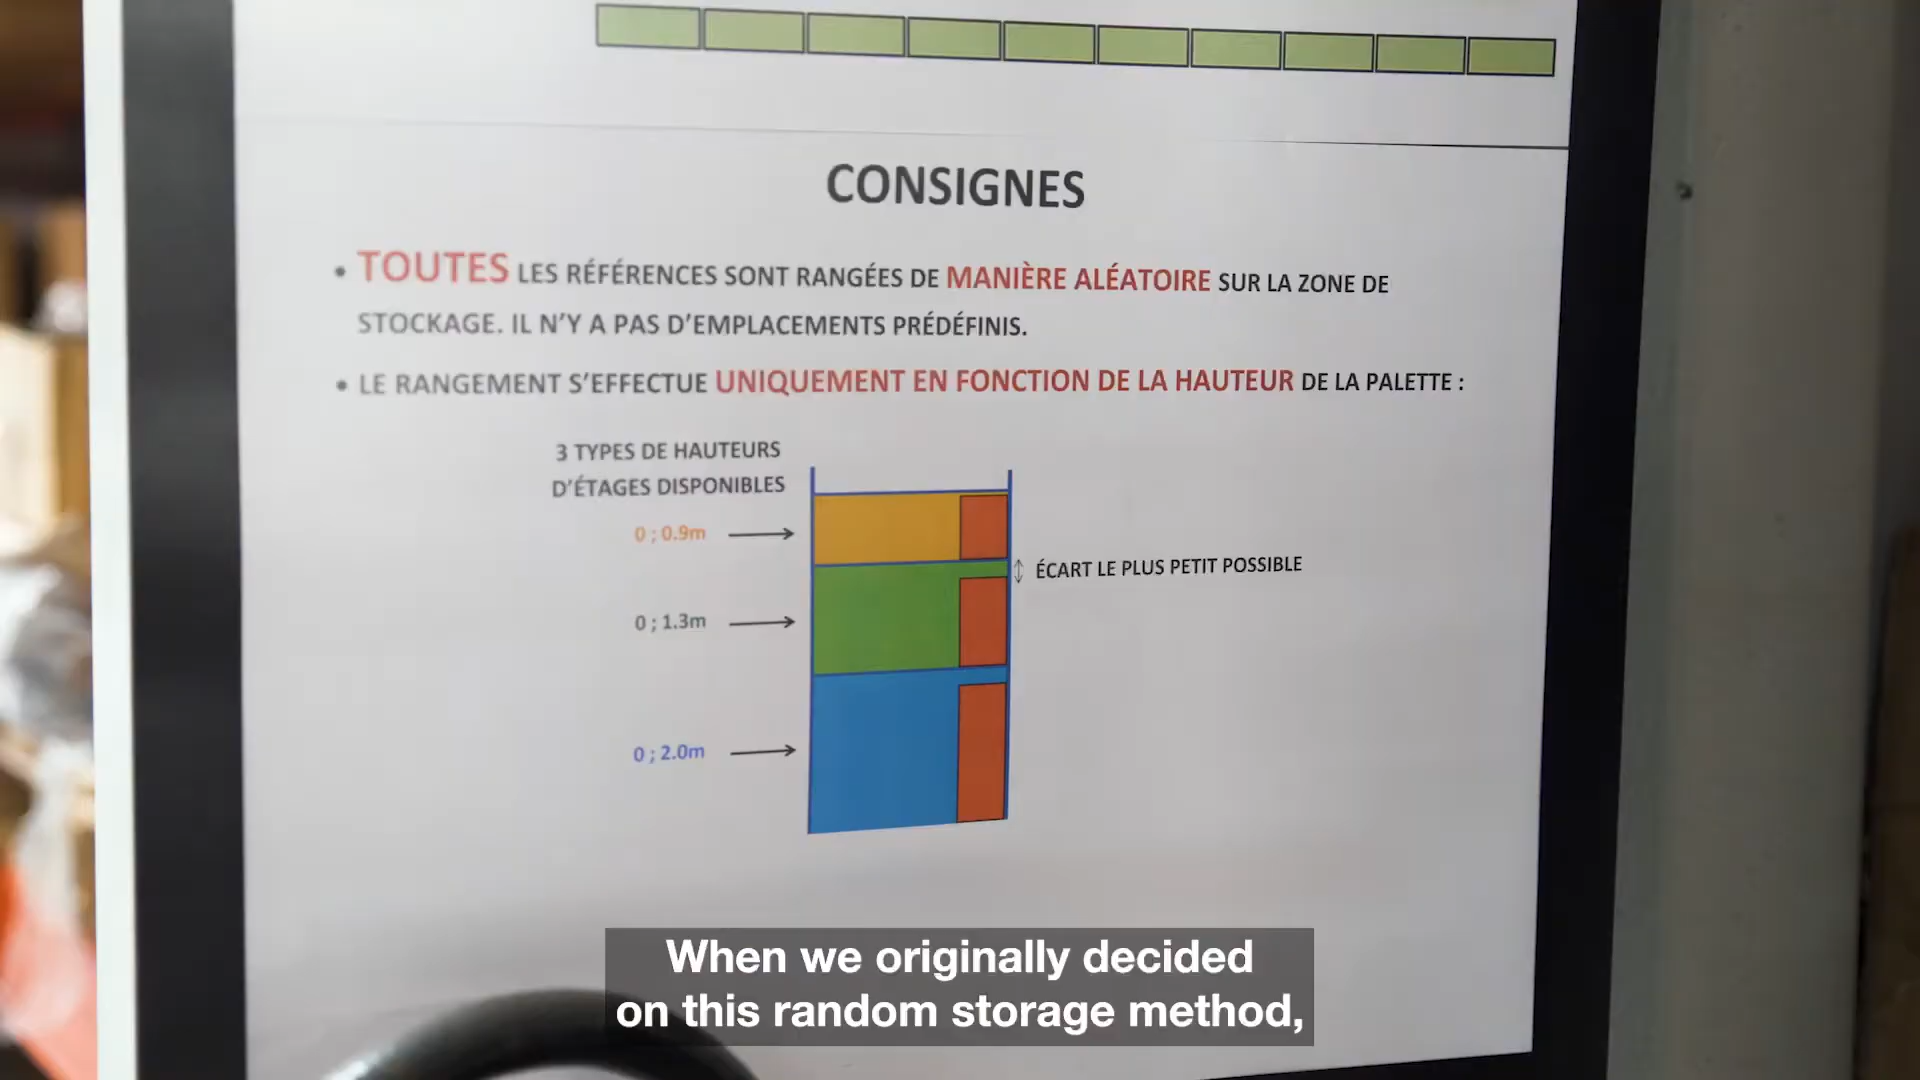 CONSIGNES
• TOUTES LES RÉFÉRENCES SONT RANGÉES DE MANIÈRE ALÉATOIRE SUR LA ZONE DE
STOCKAGE. IL N'Y A PAS D'EMPLACEMENTS PRÉDÉFINIS.
• LE RANGEMENT S'EFFECTUE UNIQUEMENT EN FONCTION DE LA HAUTEUR DE LA PALETTE :
3 TYPES DE HAUTEURS
D'ÉTAGES DISPONIBLES
0 ; 0.9m
ÉCART LE PLUS PETIT POSSIBLE
0 ; 1.3m
0 ; 2.0m
When we originally decided
on this random storage method,